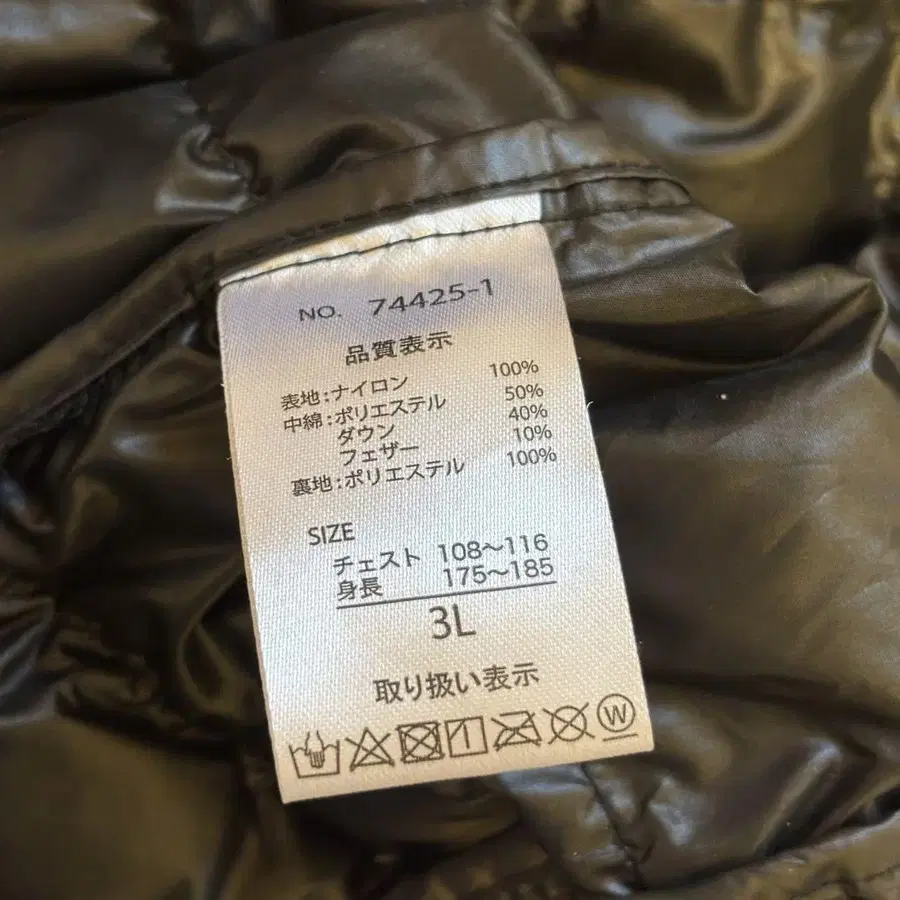 NO. 74425-1
品質表示
表地:ナイロン 100%
中綿:ポリエステル 50%
ダウン 40%
フェザー 10%
裏地:ポリエステル 100%
SIZE
チェスト 108～116
身長 175～185
3L
取り扱い表示
W